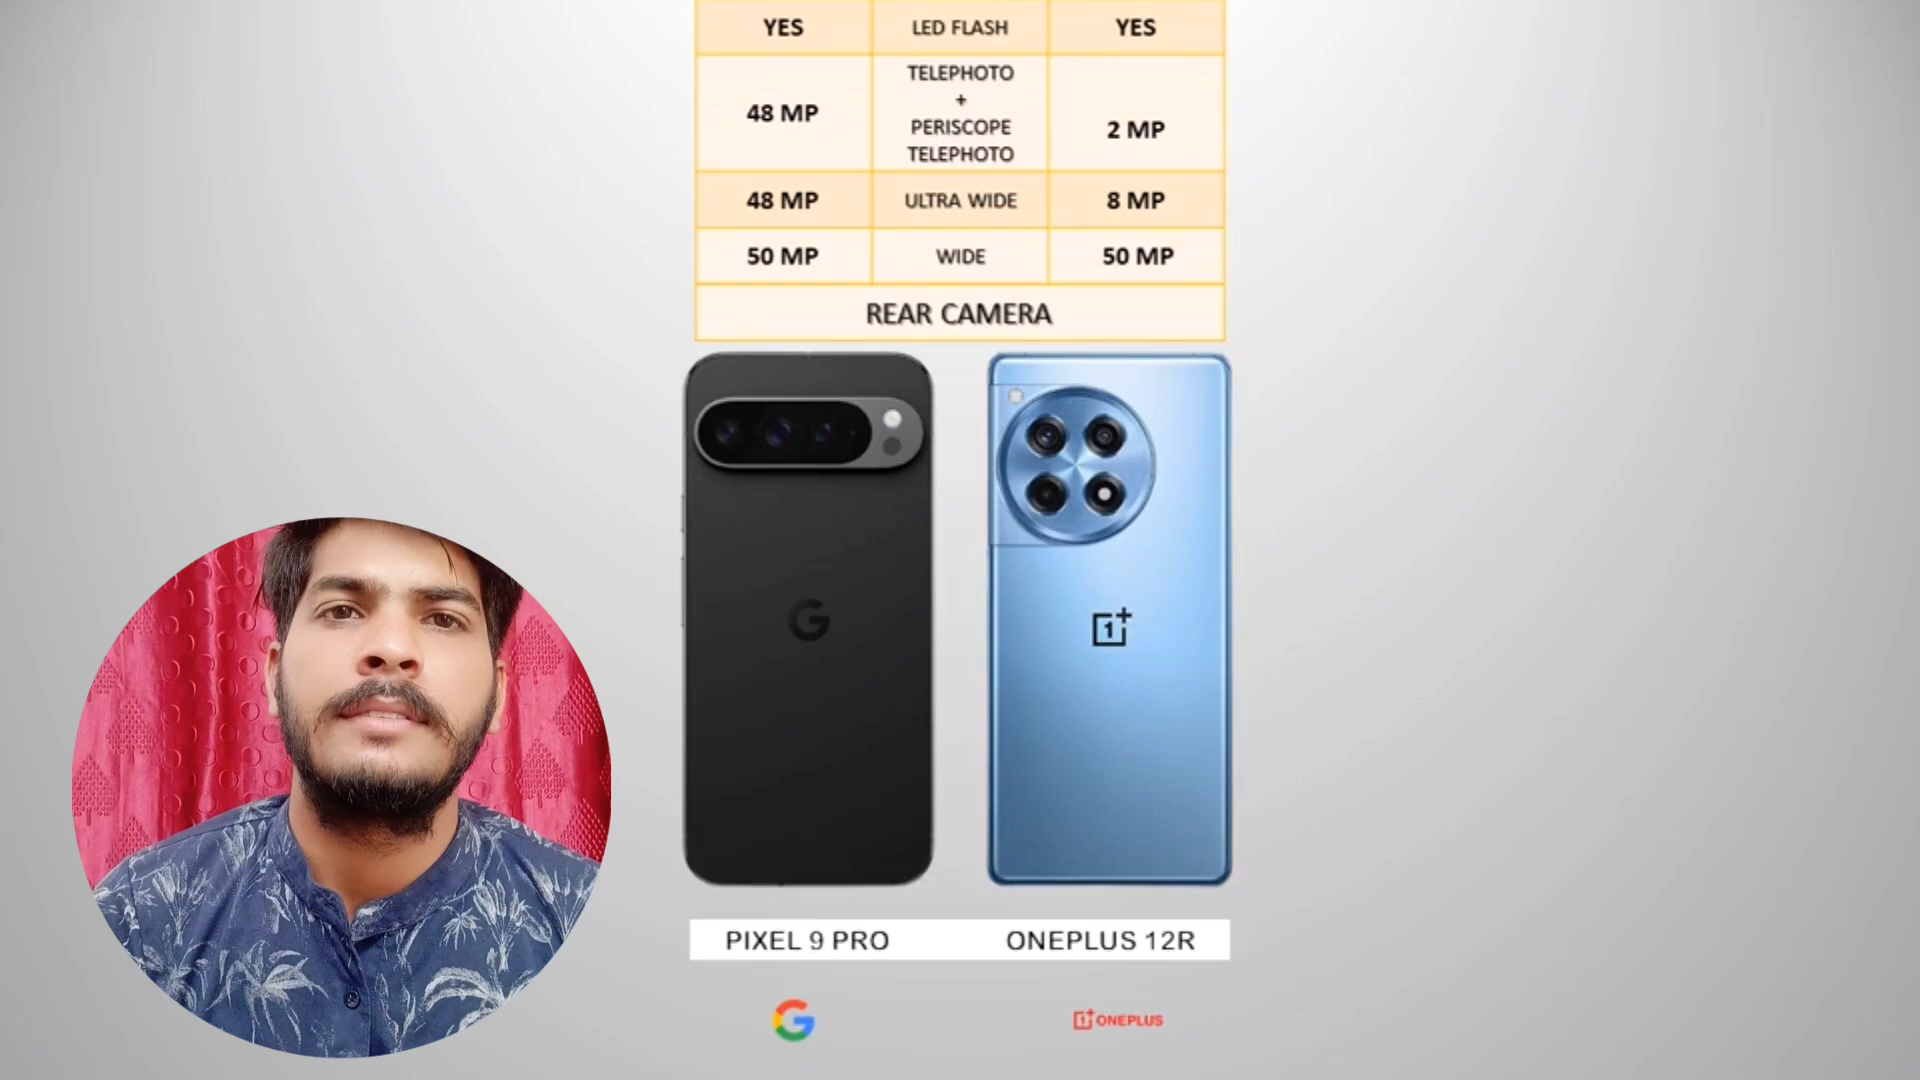 YES LED FLASH YES
TELEPHOTO
+
48 MP PERISCOPE 2 MP
TELEPHOTO
48 MP ULTRA WIDE 8 MP
50 MP WIDE 50 MP
REAR CAMERA
G
1+
PIXEL 9 PRO ONEPLUS 12R
G 1+ ONEPLUS